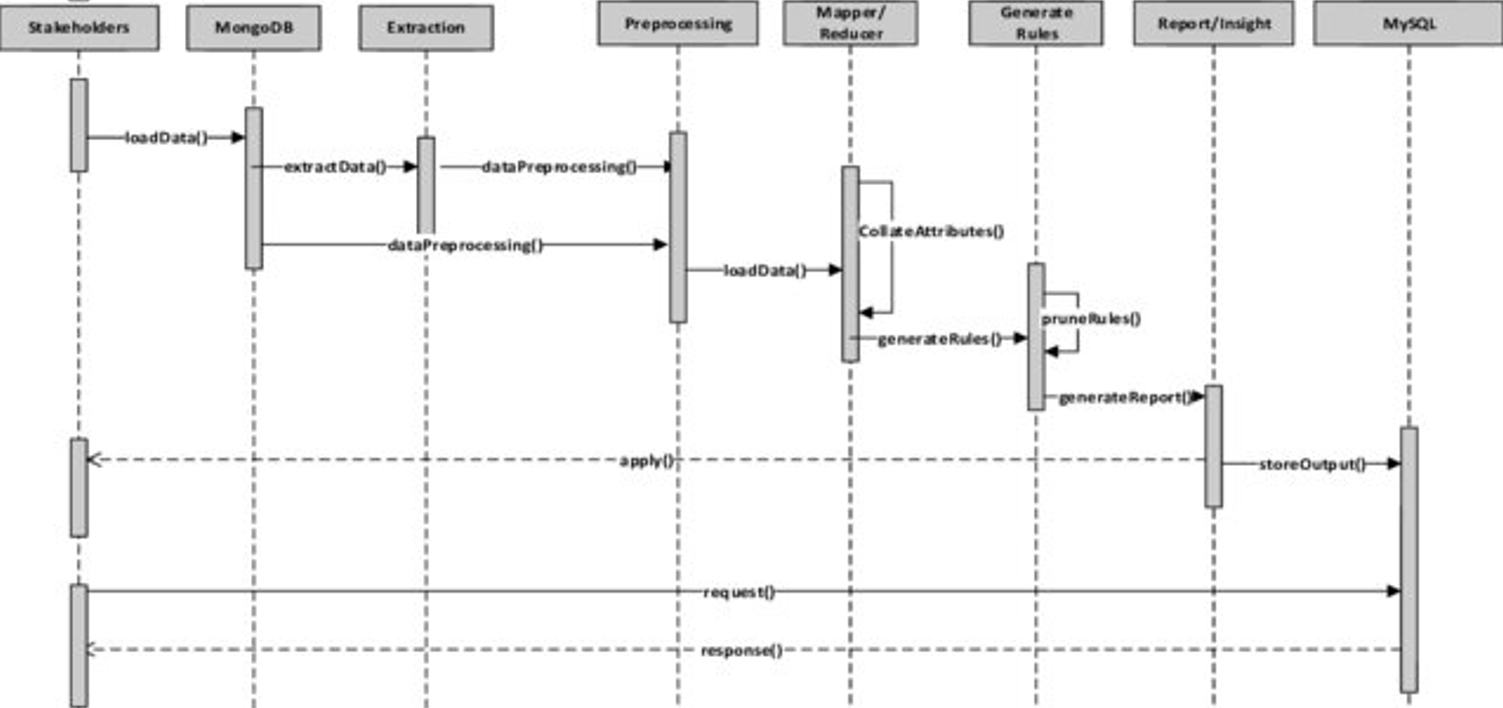 Stakeholders
MongoDB
Extraction
Preprocessing
Mapper/
Reducer
Generate
Rules
Report/Insight
MySQL
loadData()
extractData()
dataPreprocessing()
CollateAttributes()
dataPreprocessing()
loadData()
pruneRules()
generateRules()
generateReport()
apply()
storeOutput()
request()
response()